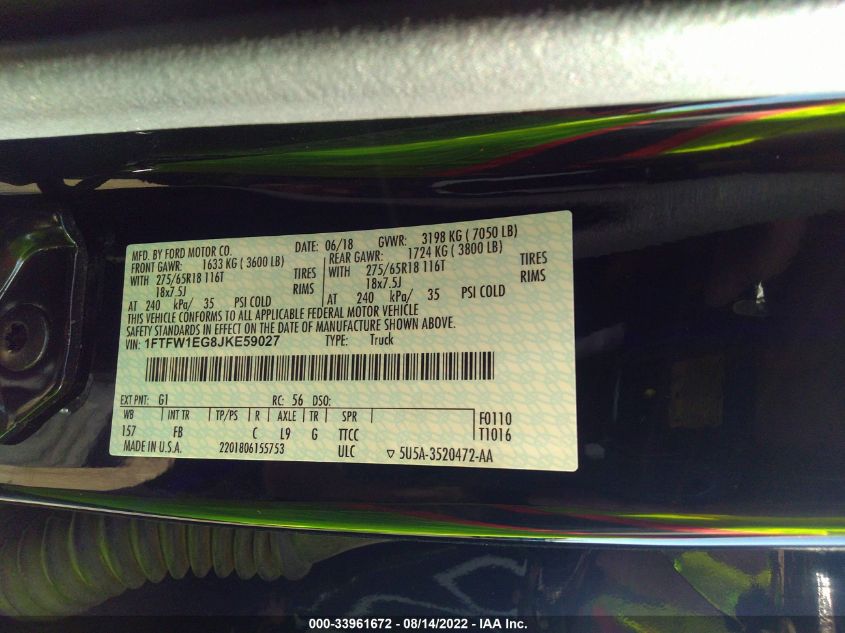 MFD. BY FORD MOTOR CO. DATE: 06/18 GVWR: 3198 KG ( 7050 LB)
FRONT GAWR: 1633 KG ( 3600 LB) REAR GAWR: 1724 KG ( 3800 LB)
WITH 275/65R18 116T TIRES WITH 275/65R18 116T TIRES
18x7.5J RIMS 18x7.5J RIMS
AT 240 kPa/ 35 PSI COLD AT 240 kPa/ 35 PSI COLD
THIS VEHICLE CONFORMS TO ALL APPLICABLE FEDERAL MOTOR VEHICLE
SAFETY STANDARDS IN EFFECT ON THE DATE OF MANUFACTURE SHOWN ABOVE.
VIN: 1FTFW1EG8JKE59027 TYPE: Truck
EXT PNT: G1 RC: 56 DSO:
WB INT TR TP/PS R AXLE TR SPR F0110
157 FB C L9 G TTCC T1016
MADE IN U.S.A. 2201806155753 ULC ▽ 5U5A-3520472-AA
000-33961672 - 08/14/2022 - IAA Inc.